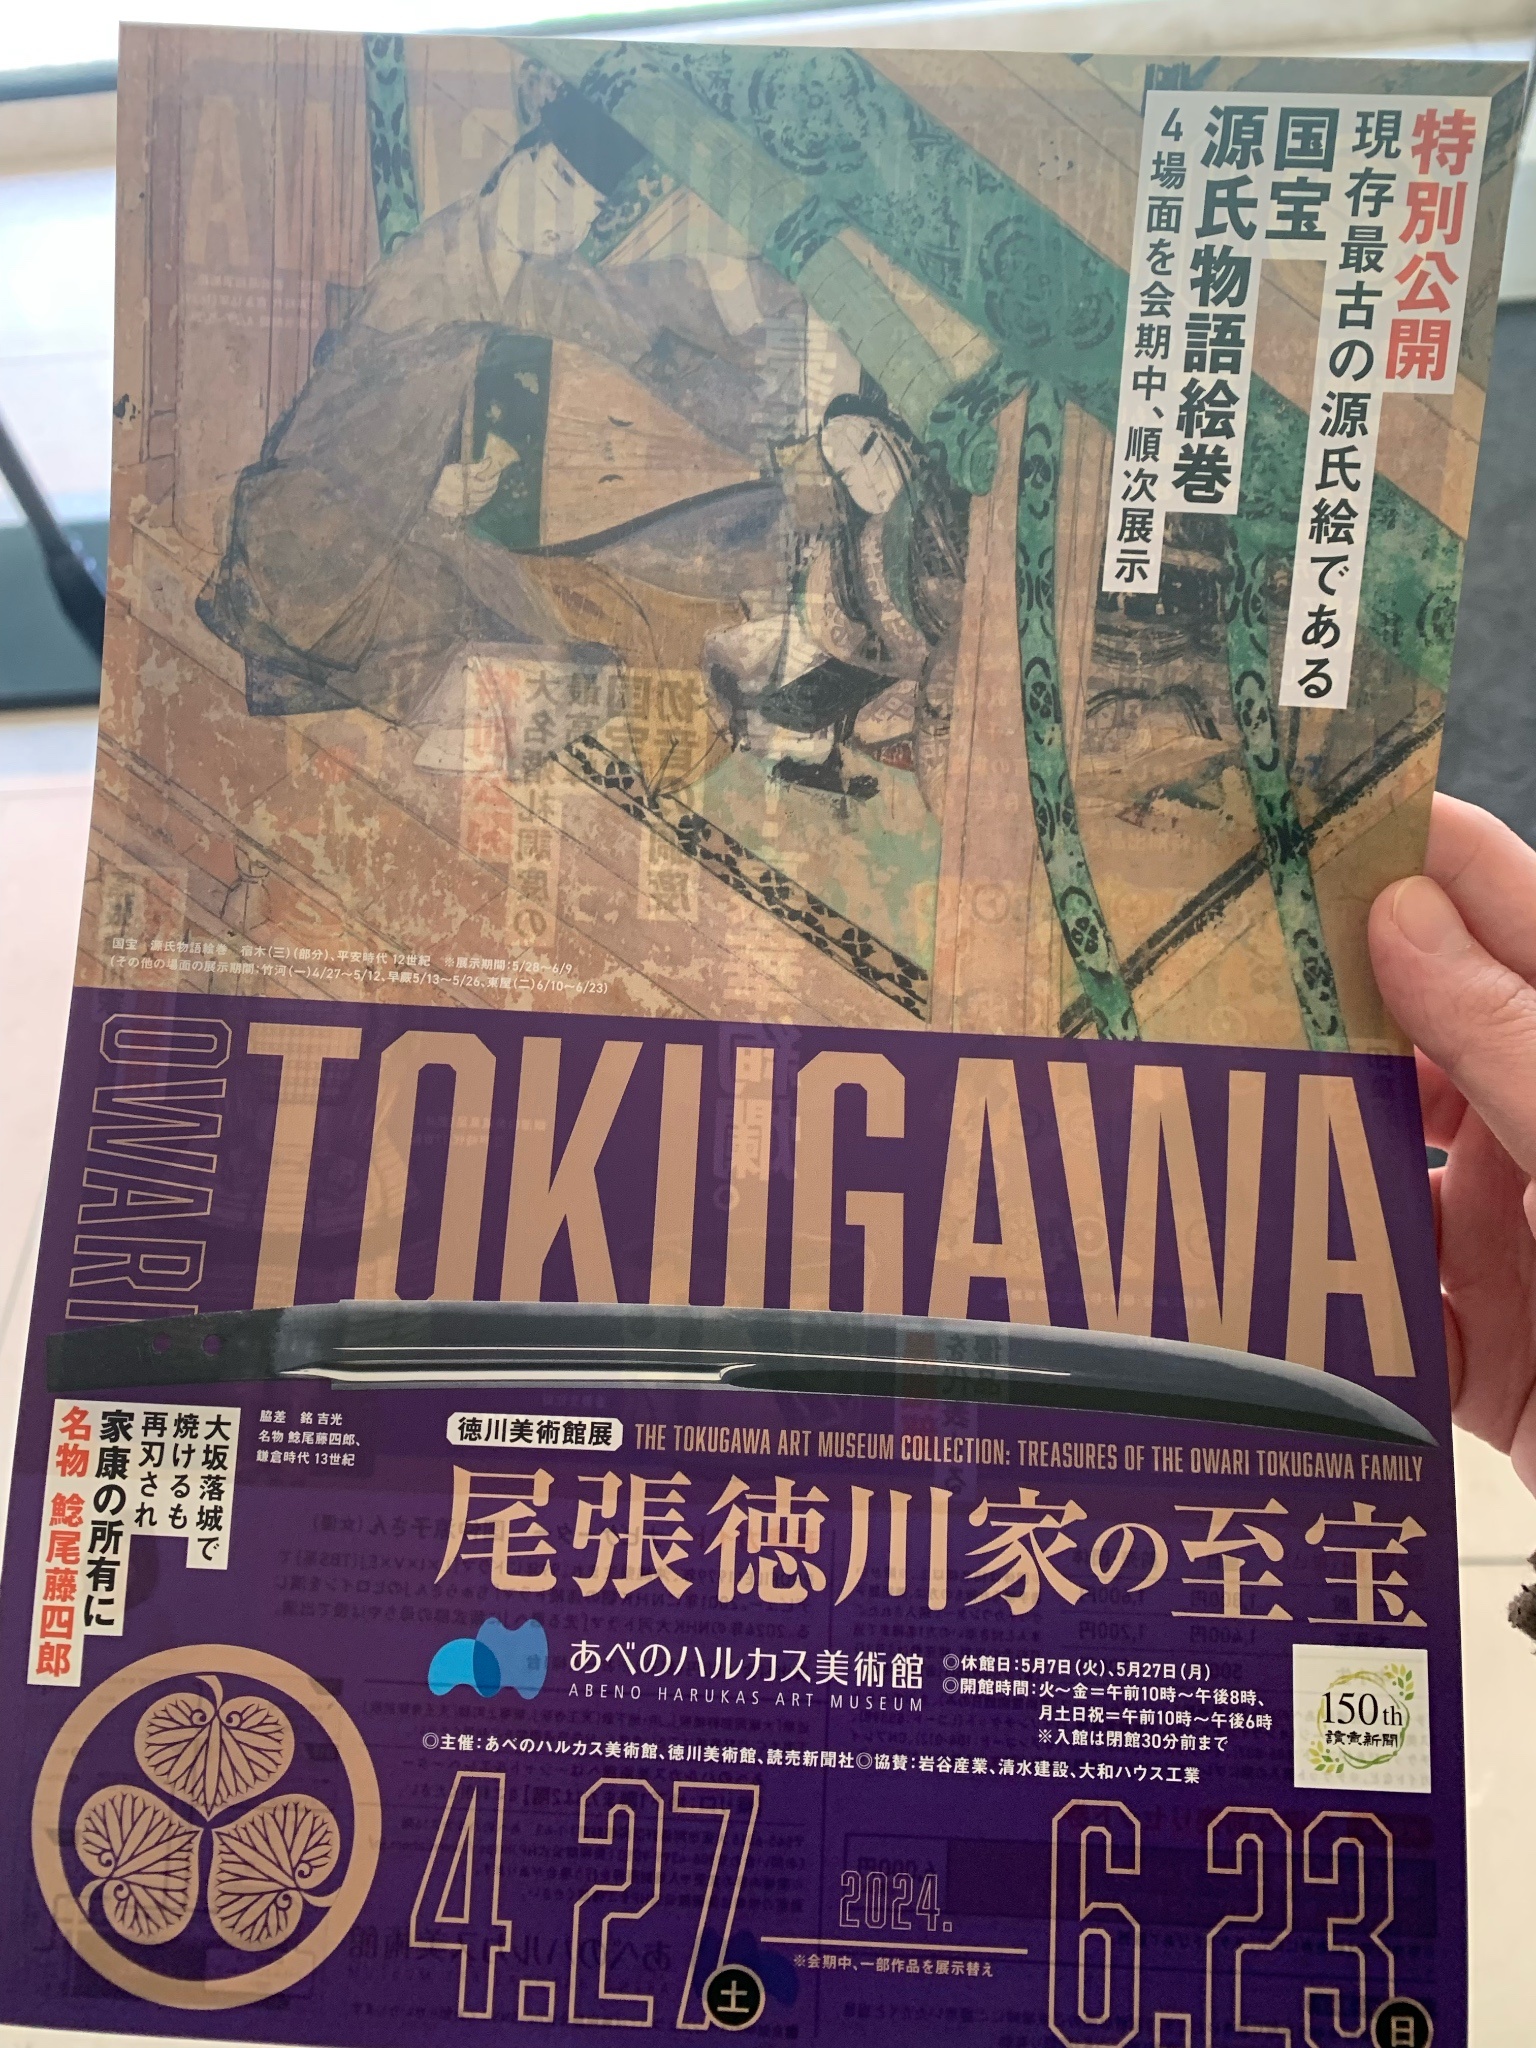 特別公開
現存最古の源氏絵である
国宝
源氏物語絵巻
4場面を会期中、順次展示
国宝 源氏物語絵巻 宿木(三)(部分)、平安時代 12世紀 ※展示期間:5/28～6/9
(その他の場面の展示期間:竹河(一)4/27～5/12、早蕨5/13～5/26、東屋(二)6/10～6/23)
OWARI
TOKUGAWA
大坂落城で
焼けるも
再刃され
家康の所有に
名物 鯰尾藤四郎
脇差 銘 吉光
名物 鯰尾藤四郎、
鎌倉時代 13世紀
徳川美術館展
THE TOKUGAWA ART MUSEUM COLLECTION: TREASURES OF THE OWARI TOKUGAWA FAMILY
尾張徳川家の至宝
あべのハルカス美術館
ABENO HARUKAS ART MUSEUM
◎休館日:5月7日(火)、5月27日(月)
◎開館時間:火～金=午前10時～午後8時、
月土日祝=午前10時～午後6時
※入館は閉館30分前まで
150th
讀賣新聞
◎主催:あべのハルカス美術館、徳川美術館、読売新聞社◎協賛:岩谷産業、清水建設、大和ハウス工業
4.27
土
2024.
※会期中、一部作品を展示替え
6.23
日